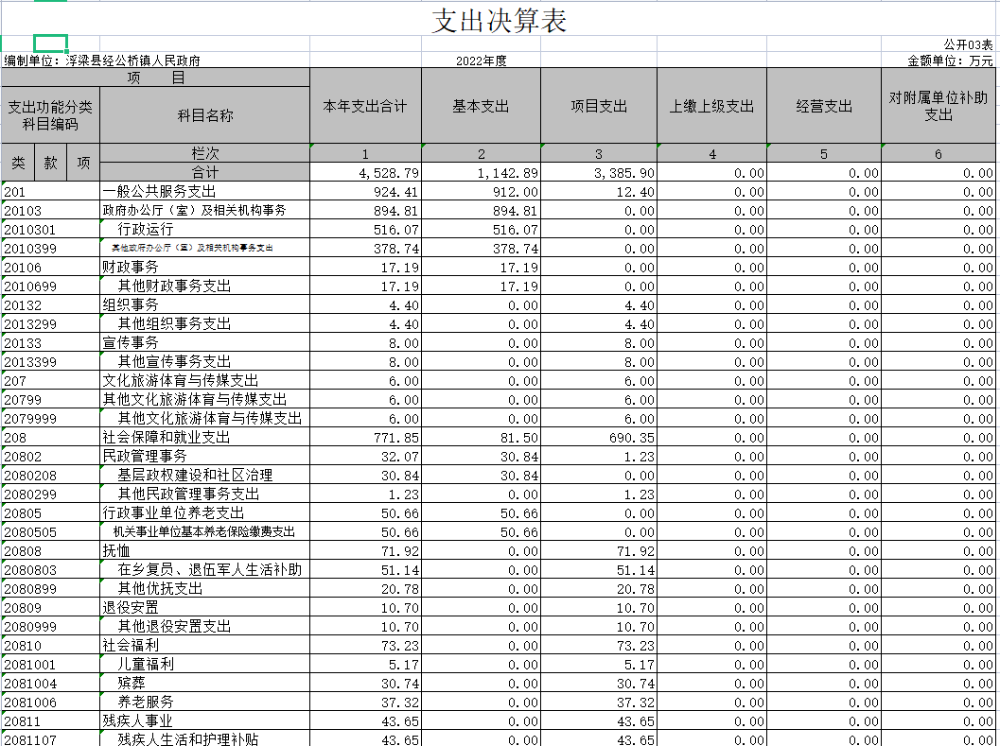 支出决算表
公开03表
编制单位：浮梁县经公桥镇人民政府 2022年度 金额单位：万元
项 目 本年支出合计 基本支出 项目支出 上缴上级支出 经营支出 对附属单位补助支出
支出功能分类科目编码 科目名称
类 款 项 栏次 1 2 3 4 5 6
合计 4,528.79 1,142.89 3,385.90 0.00 0.00 0.00
201 一般公共服务支出 924.41 912.00 12.40 0.00 0.00 0.00
20103 政府办公厅（室）及相关机构事务 894.81 894.81 0.00 0.00 0.00 0.00
2010301 行政运行 516.07 516.07 0.00 0.00 0.00 0.00
2010399 其他政府办公厅（室）及相关机构事务支出 378.74 378.74 0.00 0.00 0.00 0.00
20106 财政事务 17.19 17.19 0.00 0.00 0.00 0.00
2010699 其他财政事务支出 17.19 17.19 0.00 0.00 0.00 0.00
20132 组织事务 4.40 0.00 4.40 0.00 0.00 0.00
2013299 其他组织事务支出 4.40 0.00 4.40 0.00 0.00 0.00
20133 宣传事务 8.00 0.00 8.00 0.00 0.00 0.00
2013399 其他宣传事务支出 8.00 0.00 8.00 0.00 0.00 0.00
207 文化旅游体育与传媒支出 6.00 0.00 6.00 0.00 0.00 0.00
20799 其他文化旅游体育与传媒支出 6.00 0.00 6.00 0.00 0.00 0.00
2079999 其他文化旅游体育与传媒支出 6.00 0.00 6.00 0.00 0.00 0.00
208 社会保障和就业支出 771.85 81.50 690.35 0.00 0.00 0.00
20802 民政管理事务 32.07 30.84 1.23 0.00 0.00 0.00
2080208 基层政权建设和社区治理 30.84 30.84 0.00 0.00 0.00 0.00
2080299 其他民政管理事务支出 1.23 0.00 1.23 0.00 0.00 0.00
20805 行政事业单位养老支出 50.66 50.66 0.00 0.00 0.00 0.00
2080505 机关事业单位基本养老保险缴费支出 50.66 50.66 0.00 0.00 0.00 0.00
20808 抚恤 71.92 0.00 71.92 0.00 0.00 0.00
2080803 在乡复员、退伍军人生活补助 51.14 0.00 51.14 0.00 0.00 0.00
2080899 其他优抚支出 20.78 0.00 20.78 0.00 0.00 0.00
20809 退役安置 10.70 0.00 10.70 0.00 0.00 0.00
2080999 其他退役安置支出 10.70 0.00 10.70 0.00 0.00 0.00
20810 社会福利 73.23 0.00 73.23 0.00 0.00 0.00
2081001 儿童福利 5.17 0.00 5.17 0.00 0.00 0.00
2081004 殡葬 30.74 0.00 30.74 0.00 0.00 0.00
2081006 养老服务 37.32 0.00 37.32 0.00 0.00 0.00
20811 残疾人事业 43.65 0.00 43.65 0.00 0.00 0.00
2081107 残疾人生活和护理补贴 43.65 0.00 43.65 0.00 0.00 0.00